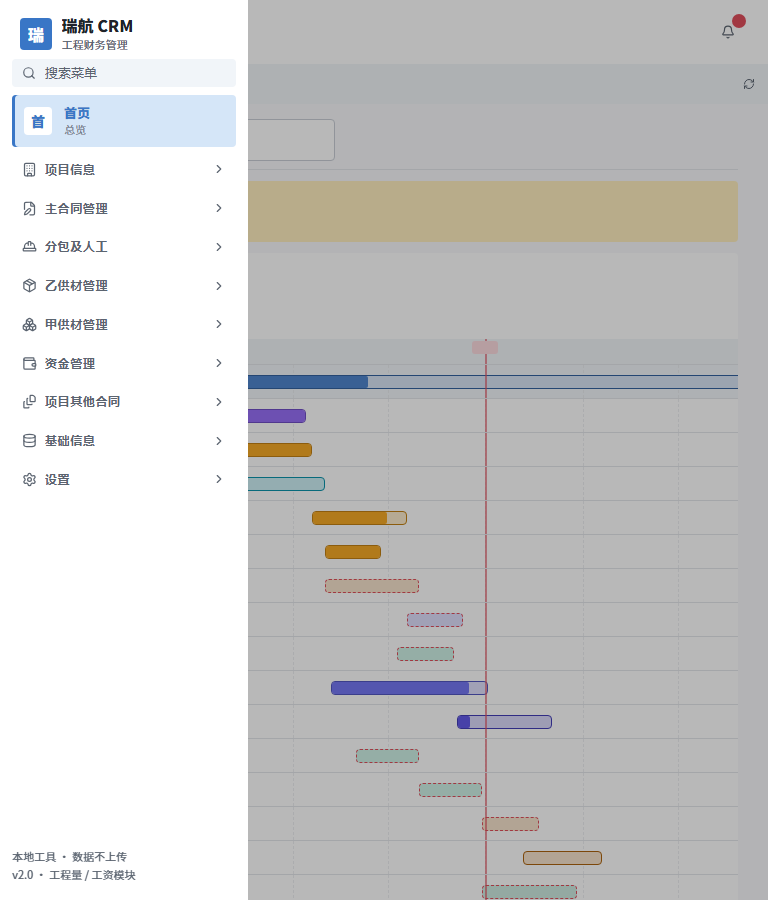 瑞
瑞航 CRM
工程财务管理
搜索菜单
首
首页
总览
项目信息
主合同管理
分包及人工
乙供材管理
甲供材管理
资金管理
项目其他合同
基础信息
设置
本地工具 · 数据不上传
v2.0 · 工程量 / 工资模块